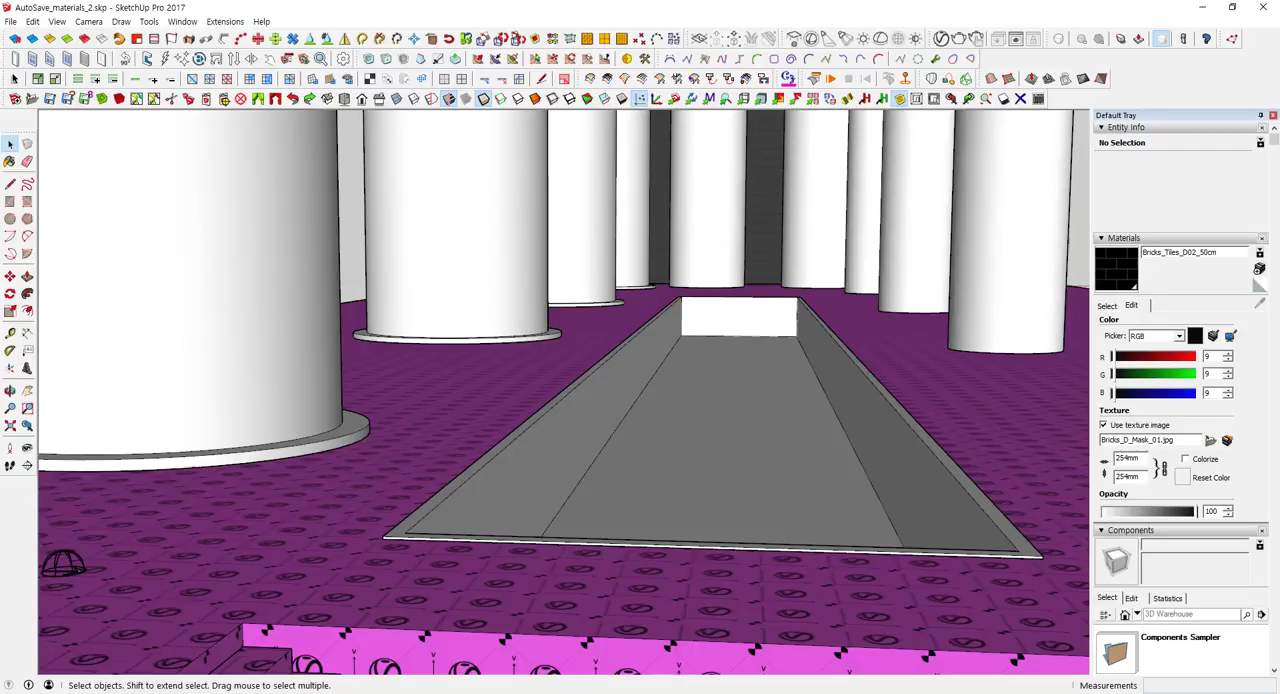 AutoSave_materials_2.skp - SketchUp Pro 2017
File Edit View Camera Draw Tools Window Extensions Help
Default Tray
Entity Info
No Selection
Materials
Bricks_Tiles_D02_50cm
Select Edit
Color
Picker: RGB
R 9
G 9
B 9
Texture
Use texture image
Bricks_D_Mask_01.jpg
254mm Colorize
254mm Reset Color
Opacity
100
Components
Select Edit Statistics
3D Warehouse
Components Sampler
Select objects. Shift to extend select. Drag mouse to select multiple.
Measurements